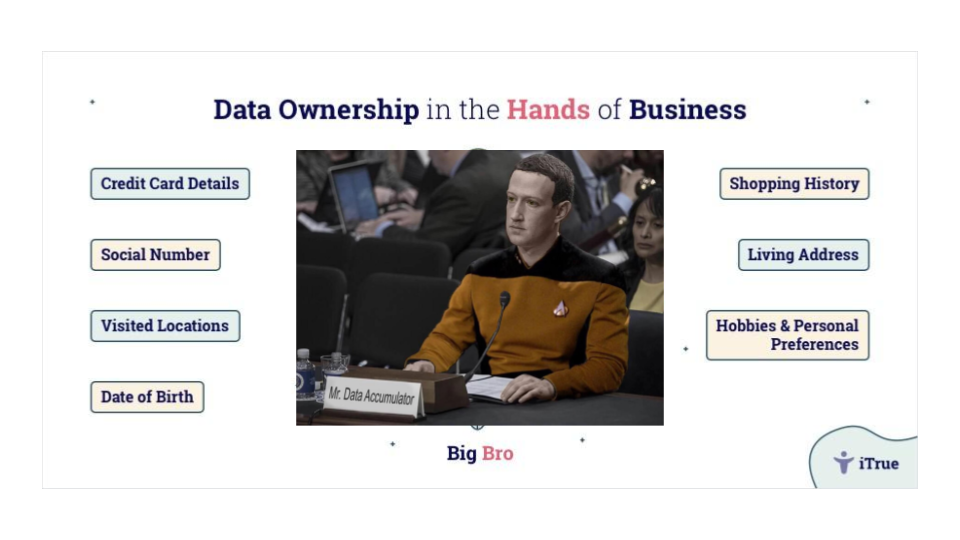 Data Ownership in the Hands of Business
Credit Card Details
Social Number
Visited Locations
Date of Birth
Mr. Data Accumulator
Shopping History
Living Address
Hobbies & Personal
Preferences
Big Bro
iTrue